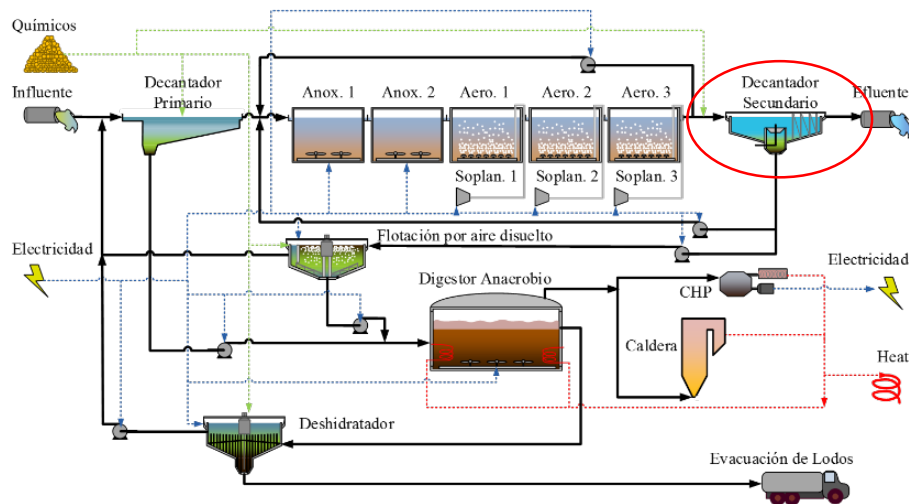 Químicos
Influente
Decantador
Primario
Anox. 1
Anox. 2
Aero. 1
Aero. 2
Aero. 3
Decantador
Secundario
Efluente
Soplan. 1
Soplan. 2
Soplan. 3
Electricidad
Flotación por aire disuelto
Digestor Anaerobio
CHP
Electricidad
Caldera
Heat
Deshidratador
Evacuación de Lodos